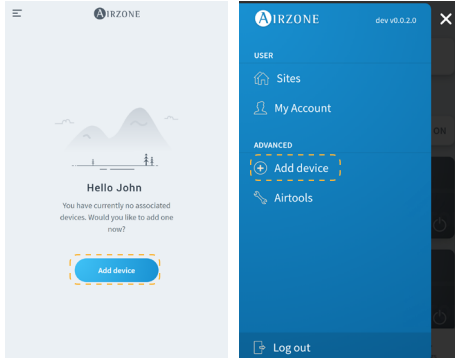 AIRZONE
Hello John
You have currently no associated
devices. Would you like to add one
now?
Add device
AIRZONE dev v0.0.2.0
USER
Sites
My Account
ADVANCED
Add device
Airtools
Log out
ON